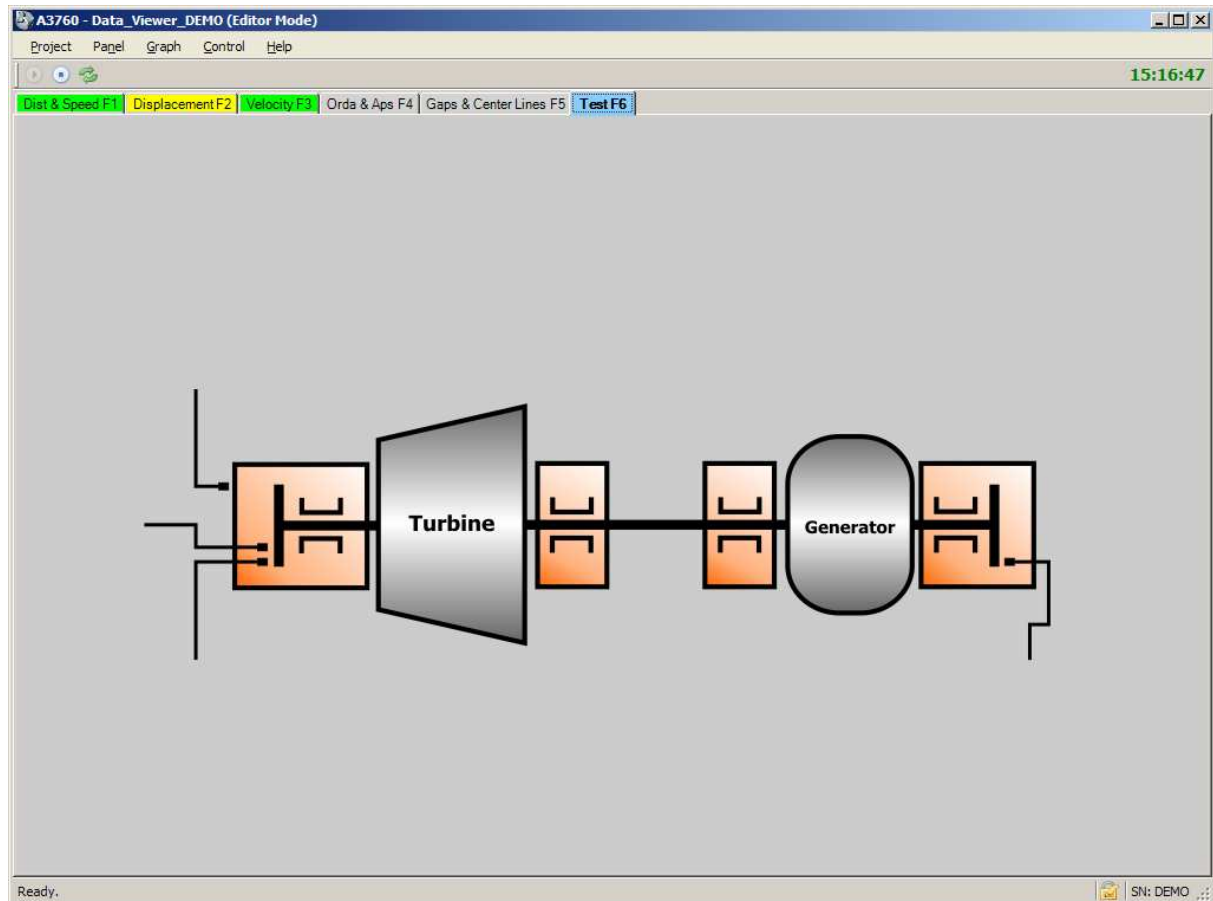 A3760 - Data_Viewer_DEMO (Editor Mode)
Project Panel Graph Control Help
15:16:47
Dist & Speed F1 Displacement F2 Velocity F3 Orda & Aps F4 Gaps & Center Lines F5 Test F6
Turbine
Generator
Ready. SN: DEMO